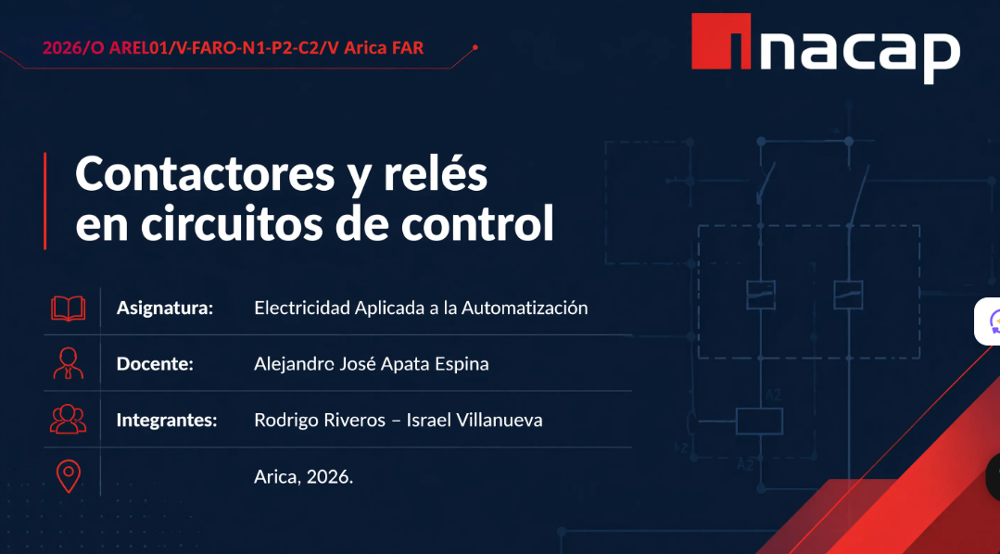 2026/O AREL01/V-FARO-N1-P2-C2/V Arica FAR
inacap
Contactores y relés
en circuitos de control
Asignatura: Electricidad Aplicada a la Automatización
Docente: Alejandro José Apata Espina
Integrantes: Rodrigo Riveros – Israel Villanueva
Arica, 2026.
A2
A2
A2